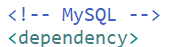 <!-- MySQL -->
<dependency>